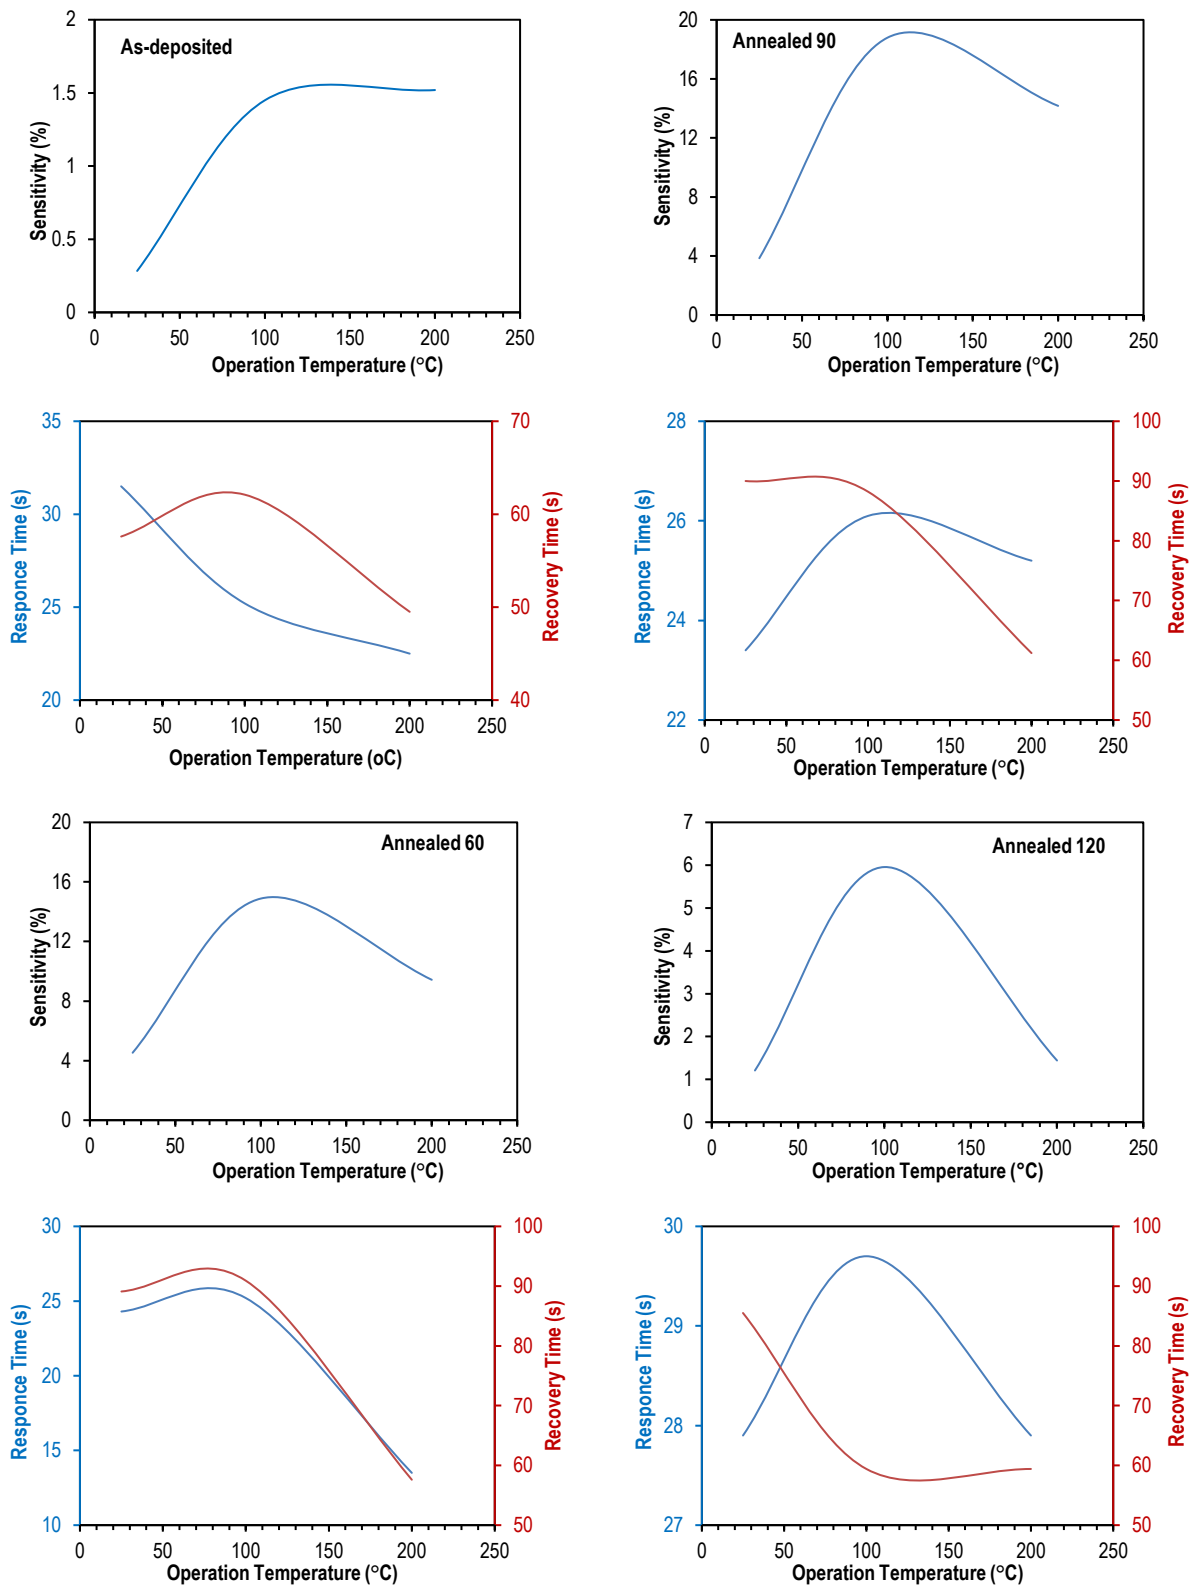 As-deposited
Sensitivity (%)
2
1.5
1
0.5
0
0 50 100 150 200 250
Operation Temperature (°C)
Annealed 90
Sensitivity (%)
20
16
12
8
4
0
0 50 100 150 200 250
Operation Temperature (°C)
Responce Time (s)
35
30
25
20
70
60
50
40
Recovery Time (s)
0 50 100 150 200 250
Operation Temperature (oC)
Responce Time (s)
28
26
24
22
100
90
80
70
60
50
Recovery Time (s)
0 50 100 150 200 250
Operation Temperature (°C)
Annealed 60
Sensitivity (%)
20
16
12
8
4
0
0 50 100 150 200 250
Operation Temperature (°C)
Annealed 120
Sensitivity (%)
7
6
5
4
3
2
1
0
0 50 100 150 200 250
Operation Temperature (°C)
Responce Time (s)
30
25
20
15
10
100
90
80
70
60
50
Recovery Time (s)
0 50 100 150 200 250
Operation Temperature (°C)
Responce Time (s)
30
29
28
27
100
90
80
70
60
50
Recovery Time (s)
0 50 100 150 200 250
Operation Temperature (°C)